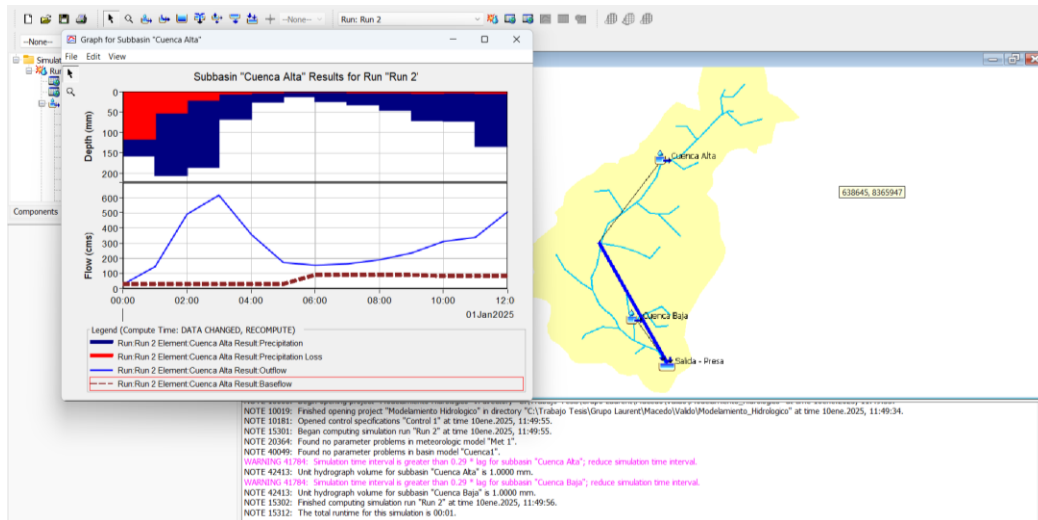 --None--
Run: Run 2
--None--
Graph for Subbasin "Cuenca Alta"
File Edit View
Simulat
Ru
Components
Subbasin "Cuenca Alta" Results for Run "Run 2"
Depth (mm)
0
50
100
150
200
Flow (cms)
600
500
400
300
200
100
0
00:00 02:00 04:00 06:00 08:00 10:00 12:0
01Jan2025
Legend (Compute Time: DATA CHANGED, RECOMPUTE)
Run:Run 2 Element:Cuenca Alta Result:Precipitation
Run:Run 2 Element:Cuenca Alta Result:Precipitation Loss
Run:Run 2 Element:Cuenca Alta Result:Outflow
Run:Run 2 Element:Cuenca Alta Result:Baseflow
Cuenca Alta
638645, 8365947
Cuenca Baja
Salida - Presa
NOTE 10019: Finished opening project "Modelamiento Hidrologico" in directory "C:\Trabajo Tesis\Grupo Laurent\Macedo\Valdo\Modelamiento_Hidrologico" at time 10ene.2025, 11:49:34.
NOTE 10181: Opened control specifications "Control 1" at time 10ene.2025, 11:49:55.
NOTE 15301: Began computing simulation run "Run 2" at time 10ene.2025, 11:49:55.
NOTE 20364: Found no parameter problems in meteorologic model "Met 1".
NOTE 40049: Found no parameter problems in basin model "Cuenca1".
WARNING 41784: Simulation time interval is greater than 0.29 * lag for subbasin "Cuenca Alta"; reduce simulation time interval.
NOTE 42413: Unit hydrograph volume for subbasin "Cuenca Alta" is 1.0000 mm.
WARNING 41784: Simulation time interval is greater than 0.29 * lag for subbasin "Cuenca Baja"; reduce simulation time interval.
NOTE 42413: Unit hydrograph volume for subbasin "Cuenca Baja" is 1.0000 mm.
NOTE 15302: Finished computing simulation run "Run 2" at time 10ene.2025, 11:49:56.
NOTE 15312: The total runtime for this simulation is 00:01.